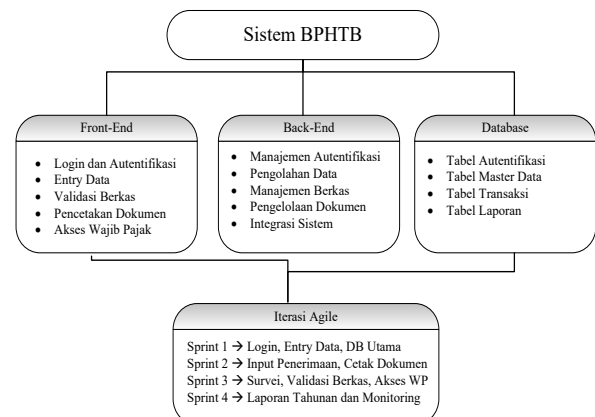 Sistem BPHTB
Front-End
• Login dan Autentifikasi
• Entry Data
• Validasi Berkas
• Pencetakan Dokumen
• Akses Wajib Pajak
Back-End
• Manajemen Autentifikasi
• Pengolahan Data
• Manajemen Berkas
• Pengelolaan Dokumen
• Integrasi Sistem
Database
• Tabel Autentifikasi
• Tabel Master Data
• Tabel Transaksi
• Tabel Laporan
Iterasi Agile
Sprint 1 → Login, Entry Data, DB Utama
Sprint 2 → Input Penerimaan, Cetak Dokumen
Sprint 3 → Survei, Validasi Berkas, Akses WP
Sprint 4 → Laporan Tahunan dan Monitoring